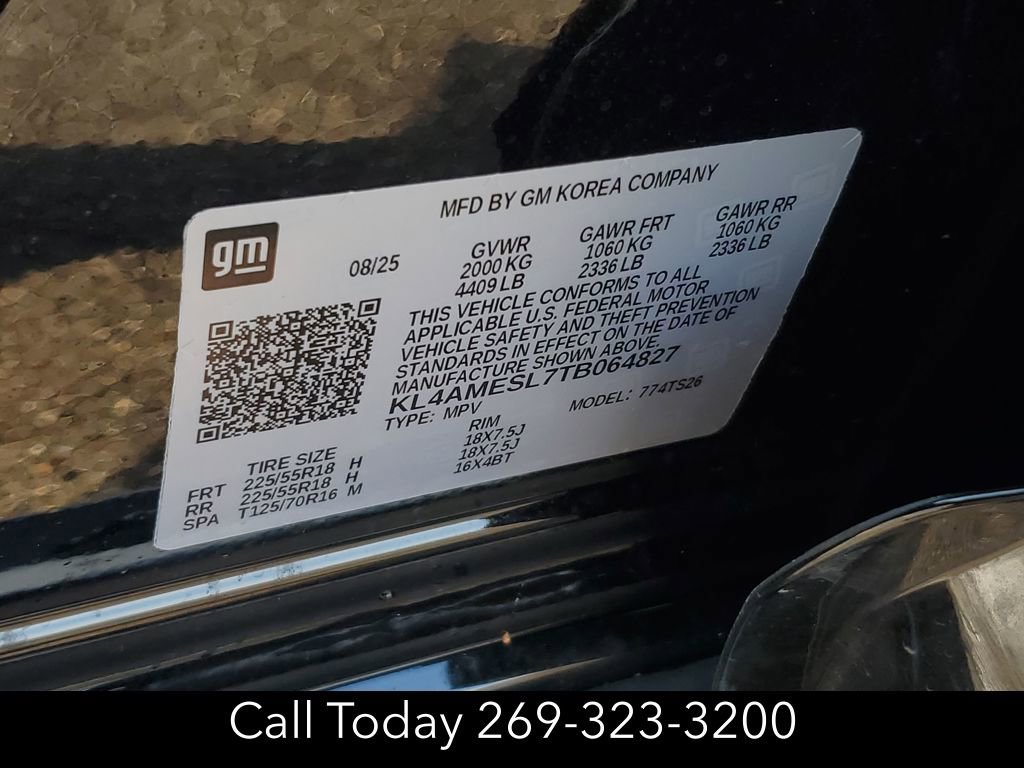 MFD BY GM KOREA COMPANY
gm
08/25
GVWR GAWR FRT GAWR RR
2000 KG 1060 KG 1060 KG
4409 LB 2336 LB 2336 LB
THIS VEHICLE CONFORMS TO ALL
APPLICABLE U.S. FEDERAL MOTOR
VEHICLE SAFETY AND THEFT PREVENTION
STANDARDS IN EFFECT ON THE DATE OF
MANUFACTURE SHOWN ABOVE.
KL4AMESL7TB064827
TYPE: MPV MODEL: 774TS26
TIRE SIZE RIM
FRT 225/55R18 H 18X7.5J
RR 225/55R18 H 18X7.5J
SPA T125/70R16 M 16X4BT
Call Today 269-323-3200